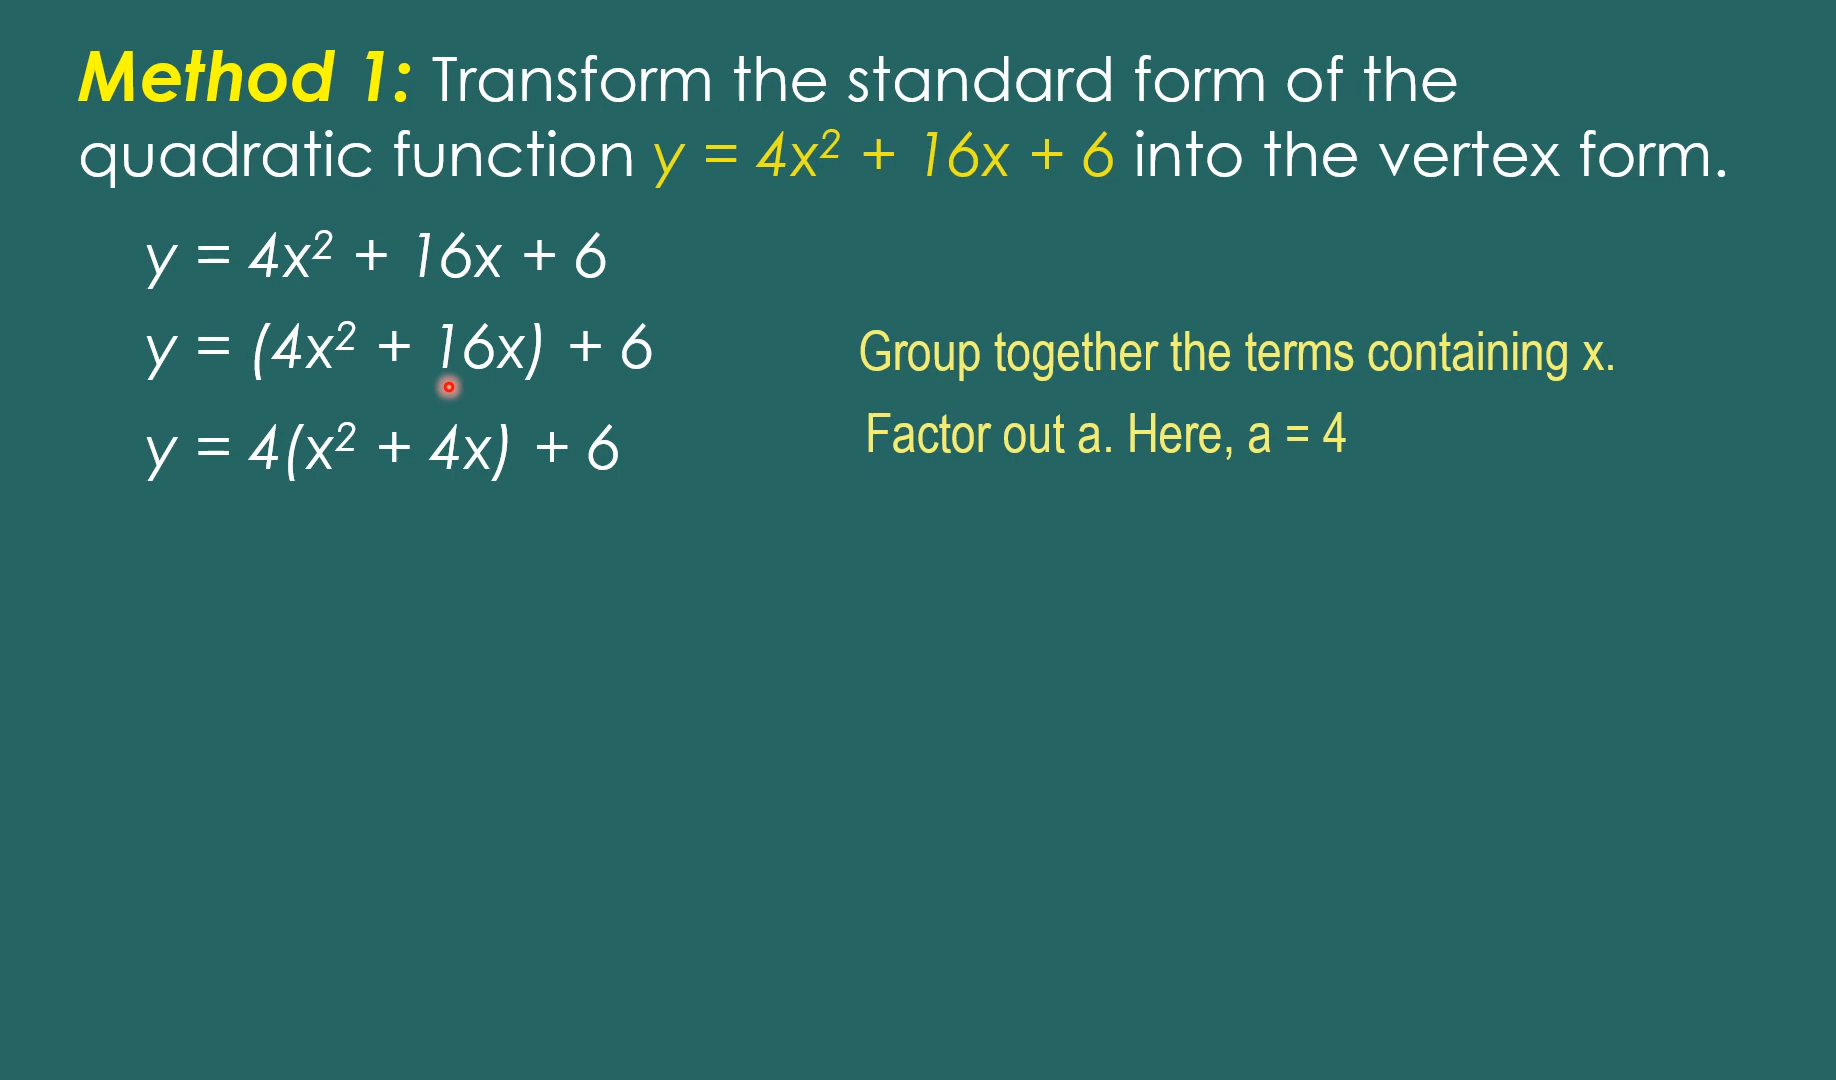 Method 1: Transform the standard form of the
quadratic function y = 4x² + 16x + 6 into the vertex form.
y = 4x² + 16x + 6
y = (4x² + 16x) + 6
Group together the terms containing x.
y = 4(x² + 4x) + 6
Factor out a. Here, a = 4